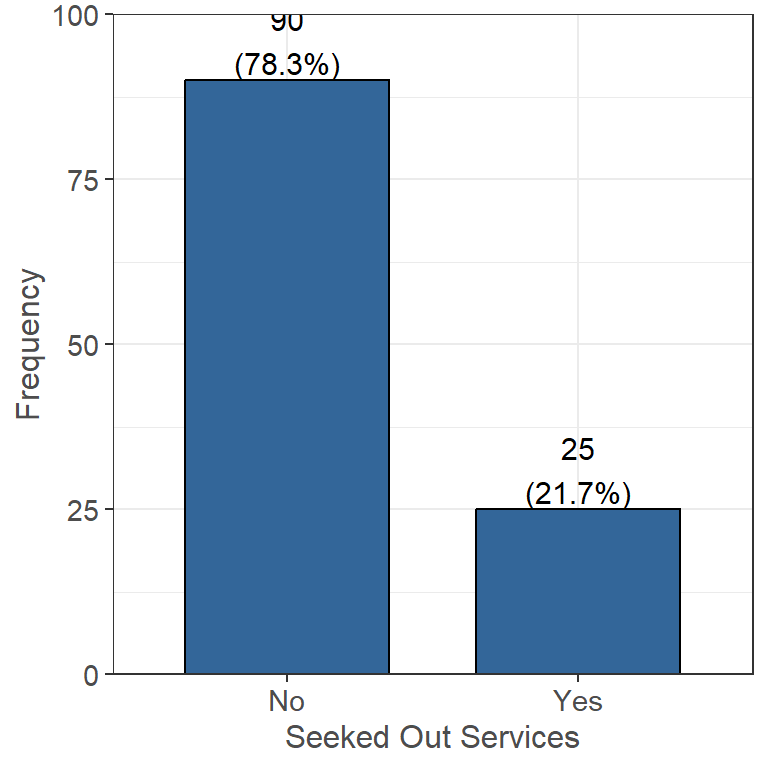 100
75
50
25
0
Frequency
90
(78.3%)
25
(21.7%)
No
Yes
Seeked Out Services